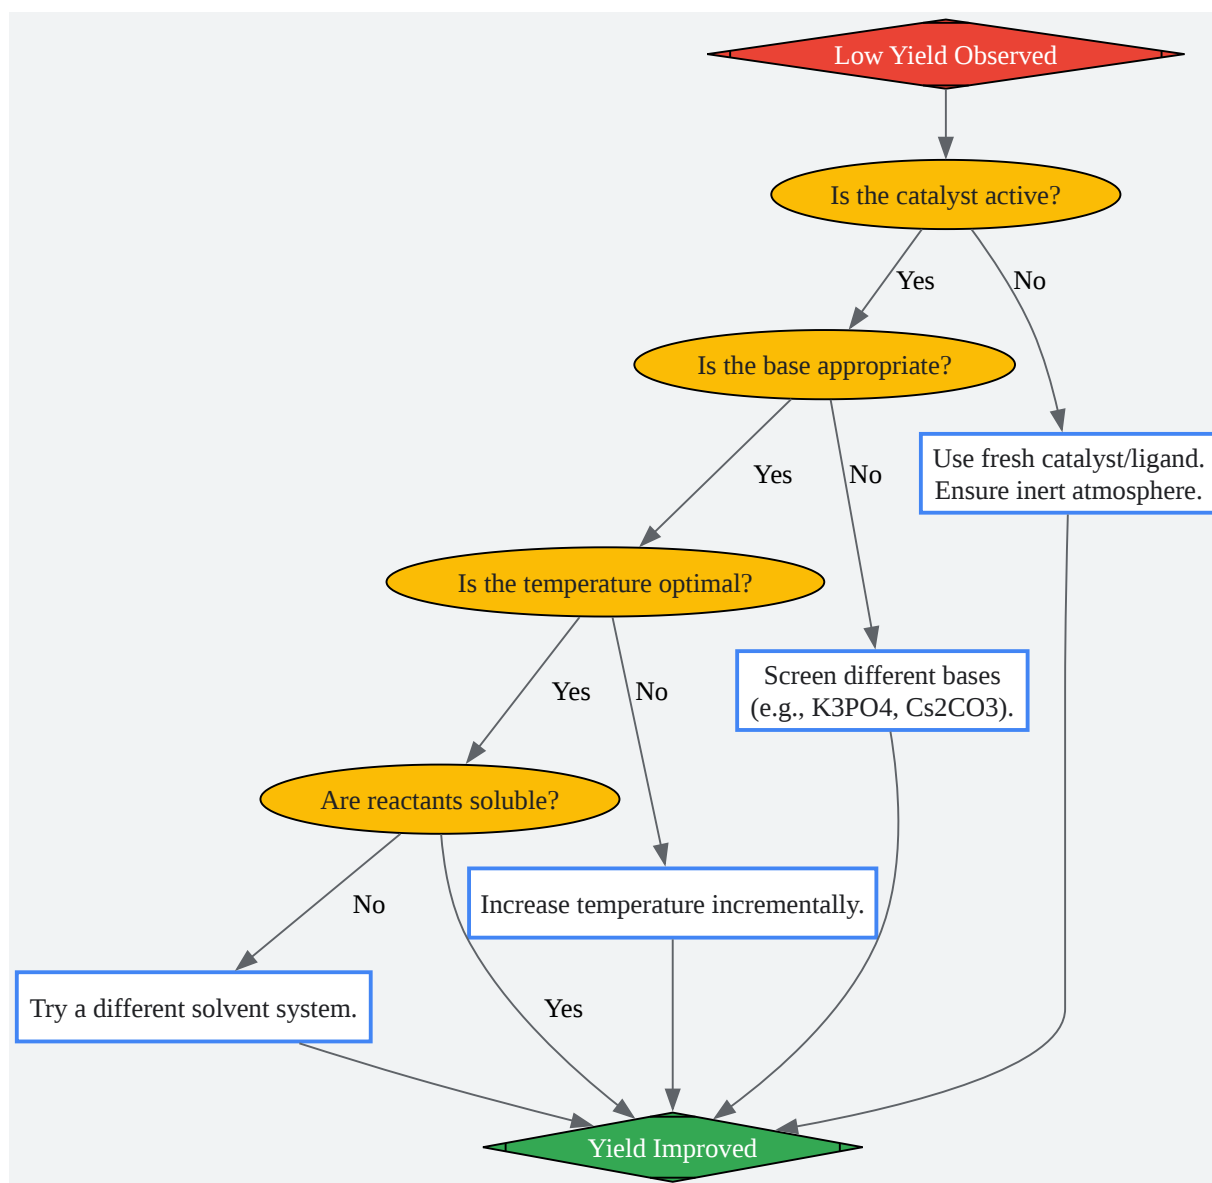 Low Yield Observed
Is the catalyst active?
Yes
No
Is the base appropriate?
Use fresh catalyst/ligand.
Ensure inert atmosphere.
Yes
No
Is the temperature optimal?
Screen different bases
(e.g., K3PO4, Cs2CO3).
Yes
No
Are reactants soluble?
No
Increase temperature incrementally.
Try a different solvent system.
Yes
Yield Improved